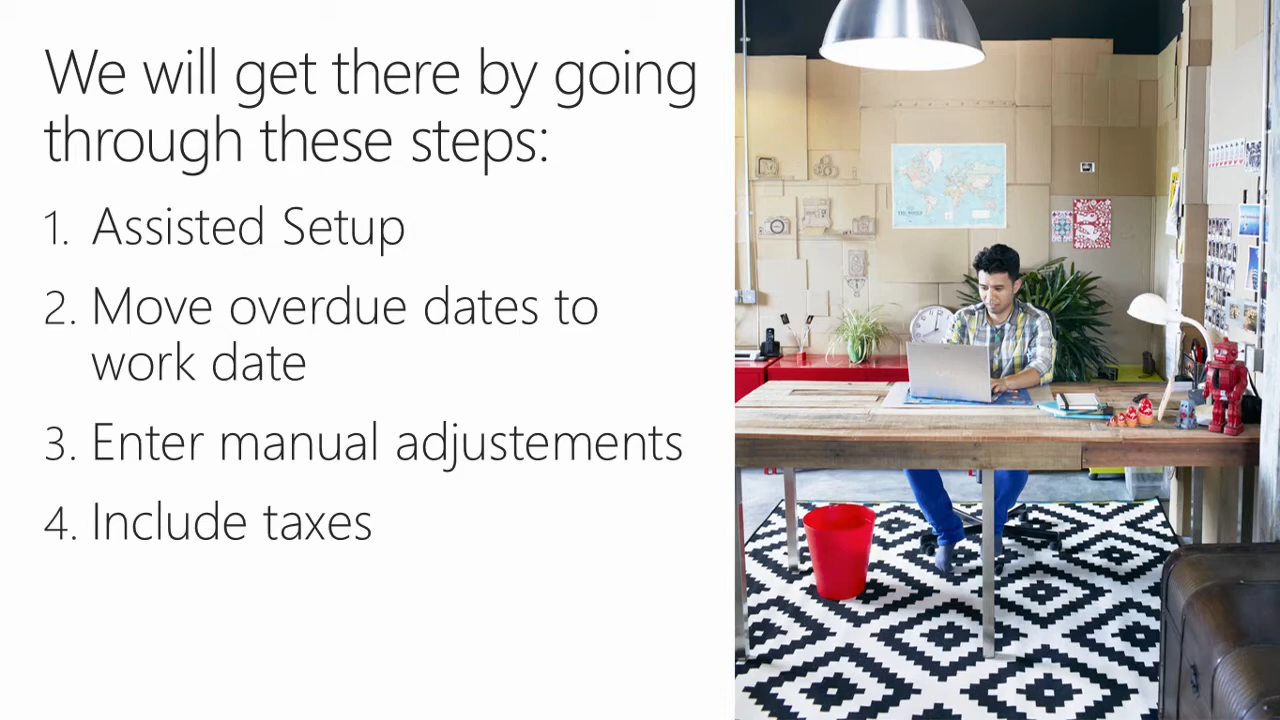 We will get there by going
through these steps:
1. Assisted Setup
2. Move overdue dates to
work date
3. Enter manual adjustements
4. Include taxes